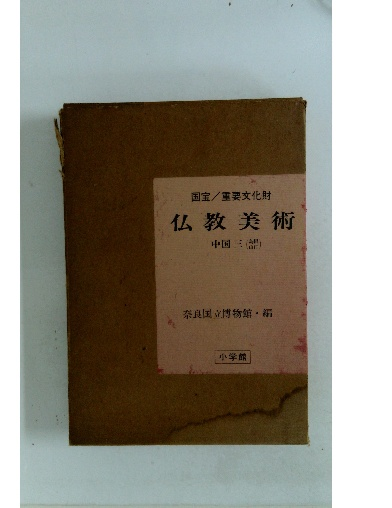 国宝／重要文化財
仏教美術
中国三(譜)
奈良国立博物館・編
小学館